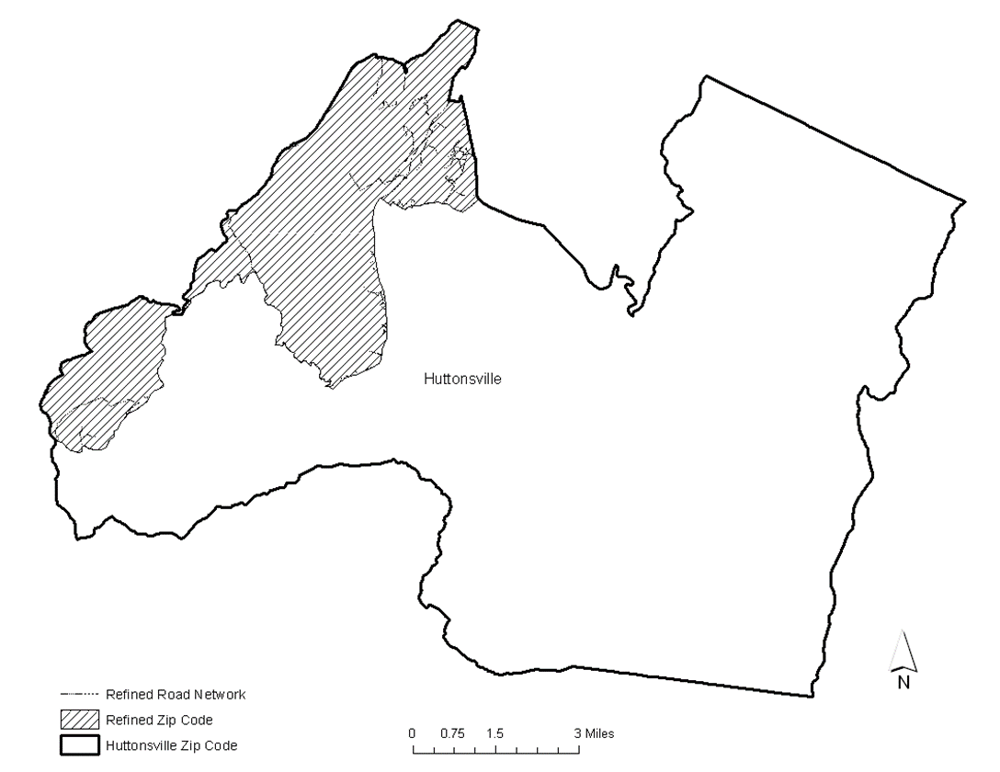 Huttonsville
N
Refined Road Network
Refined Zip Code
Huttonsville Zip Code
0 0.75 1.5 3 Miles